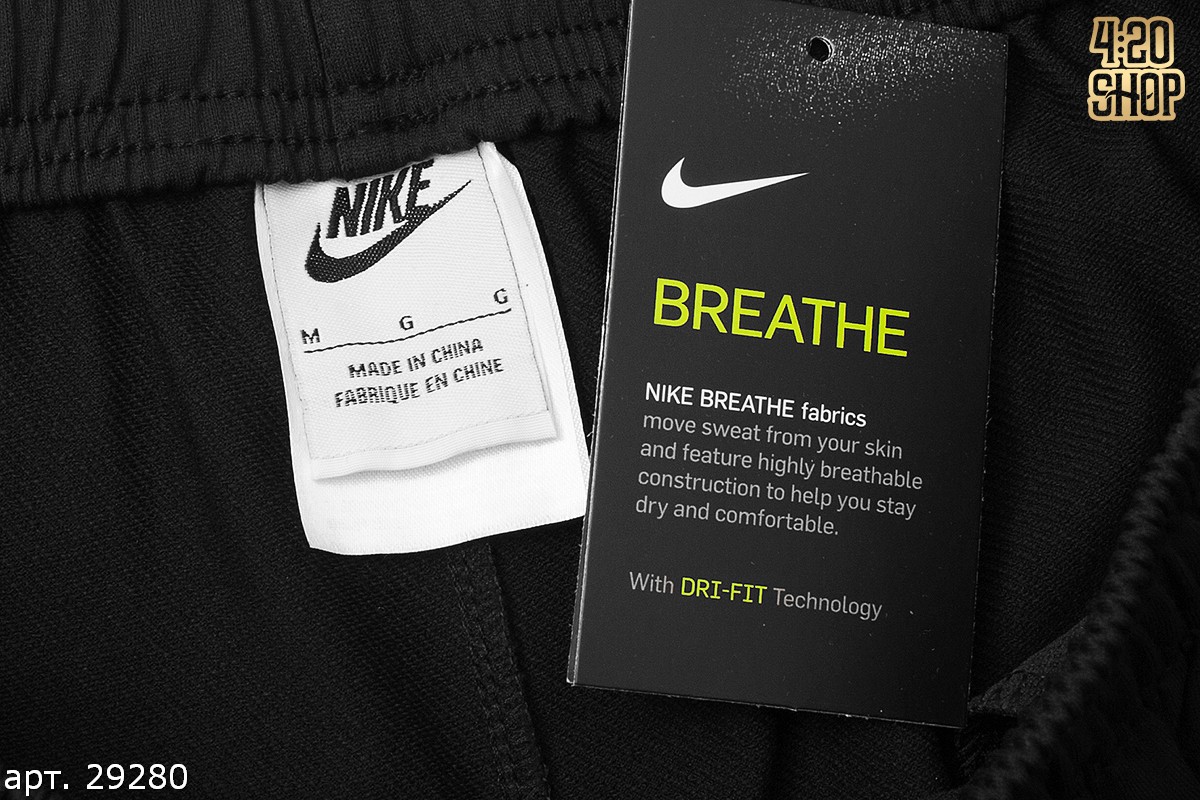 4:20
SHOP
NIKE
M G G
MADE IN CHINA
FABRIQUE EN CHINE
BREATHE
NIKE BREATHE fabrics
move sweat from your skin
and feature highly breathable
construction to help you stay
dry and comfortable.
With DRI-FIT Technology
арт. 29280